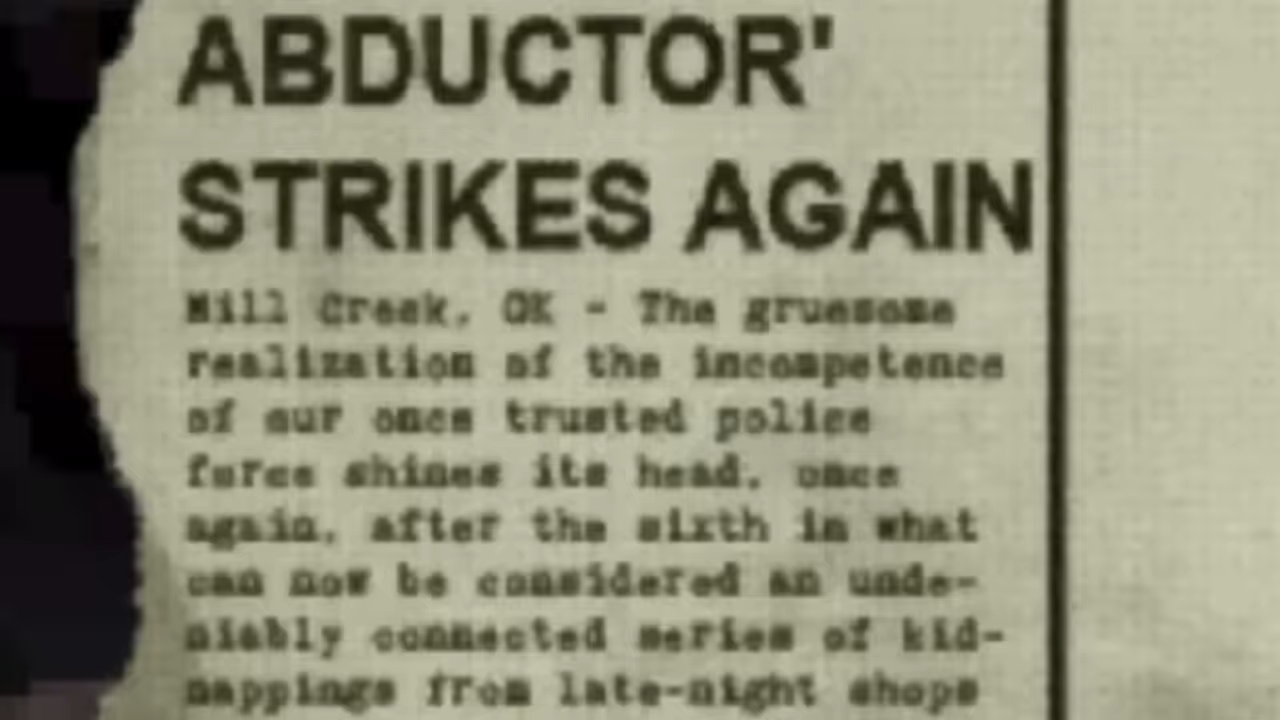 ABDUCTOR'
STRIKES AGAIN
Mill Creek, OK - The gruesome
realization of the incompetence
of our once trusted police
force shines its head, once
again, after the sixth in what
can now be considered an unde-
niably connected series of kid-
nappings from late-night shops